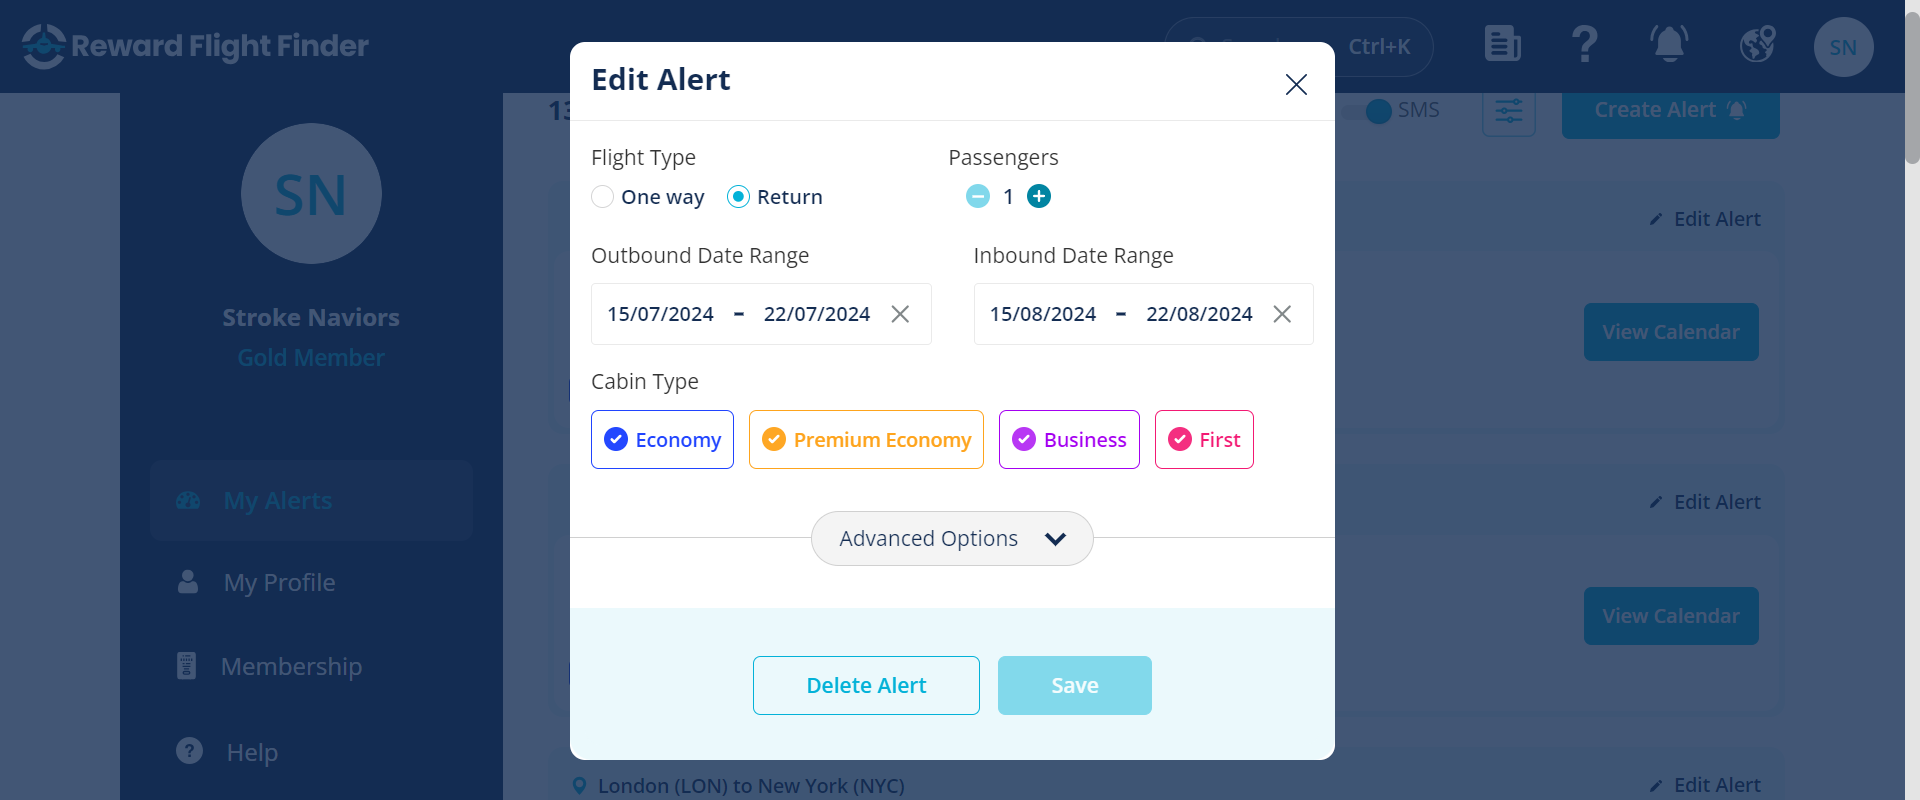 Reward Flight Finder
Ctrl+K
SN
SN
Stroke Naviors
Gold Member
My Alerts
My Profile
Membership
Help
13
SMS
Create Alert
Edit Alert
View Calendar
Edit Alert
View Calendar
London (LON) to New York (NYC)
Edit Alert
Edit Alert
Flight Type
Passengers
One way
Return
1
Outbound Date Range
Inbound Date Range
15/07/2024 - 22/07/2024
15/08/2024 - 22/08/2024
Cabin Type
Economy
Premium Economy
Business
First
Advanced Options
Delete Alert
Save